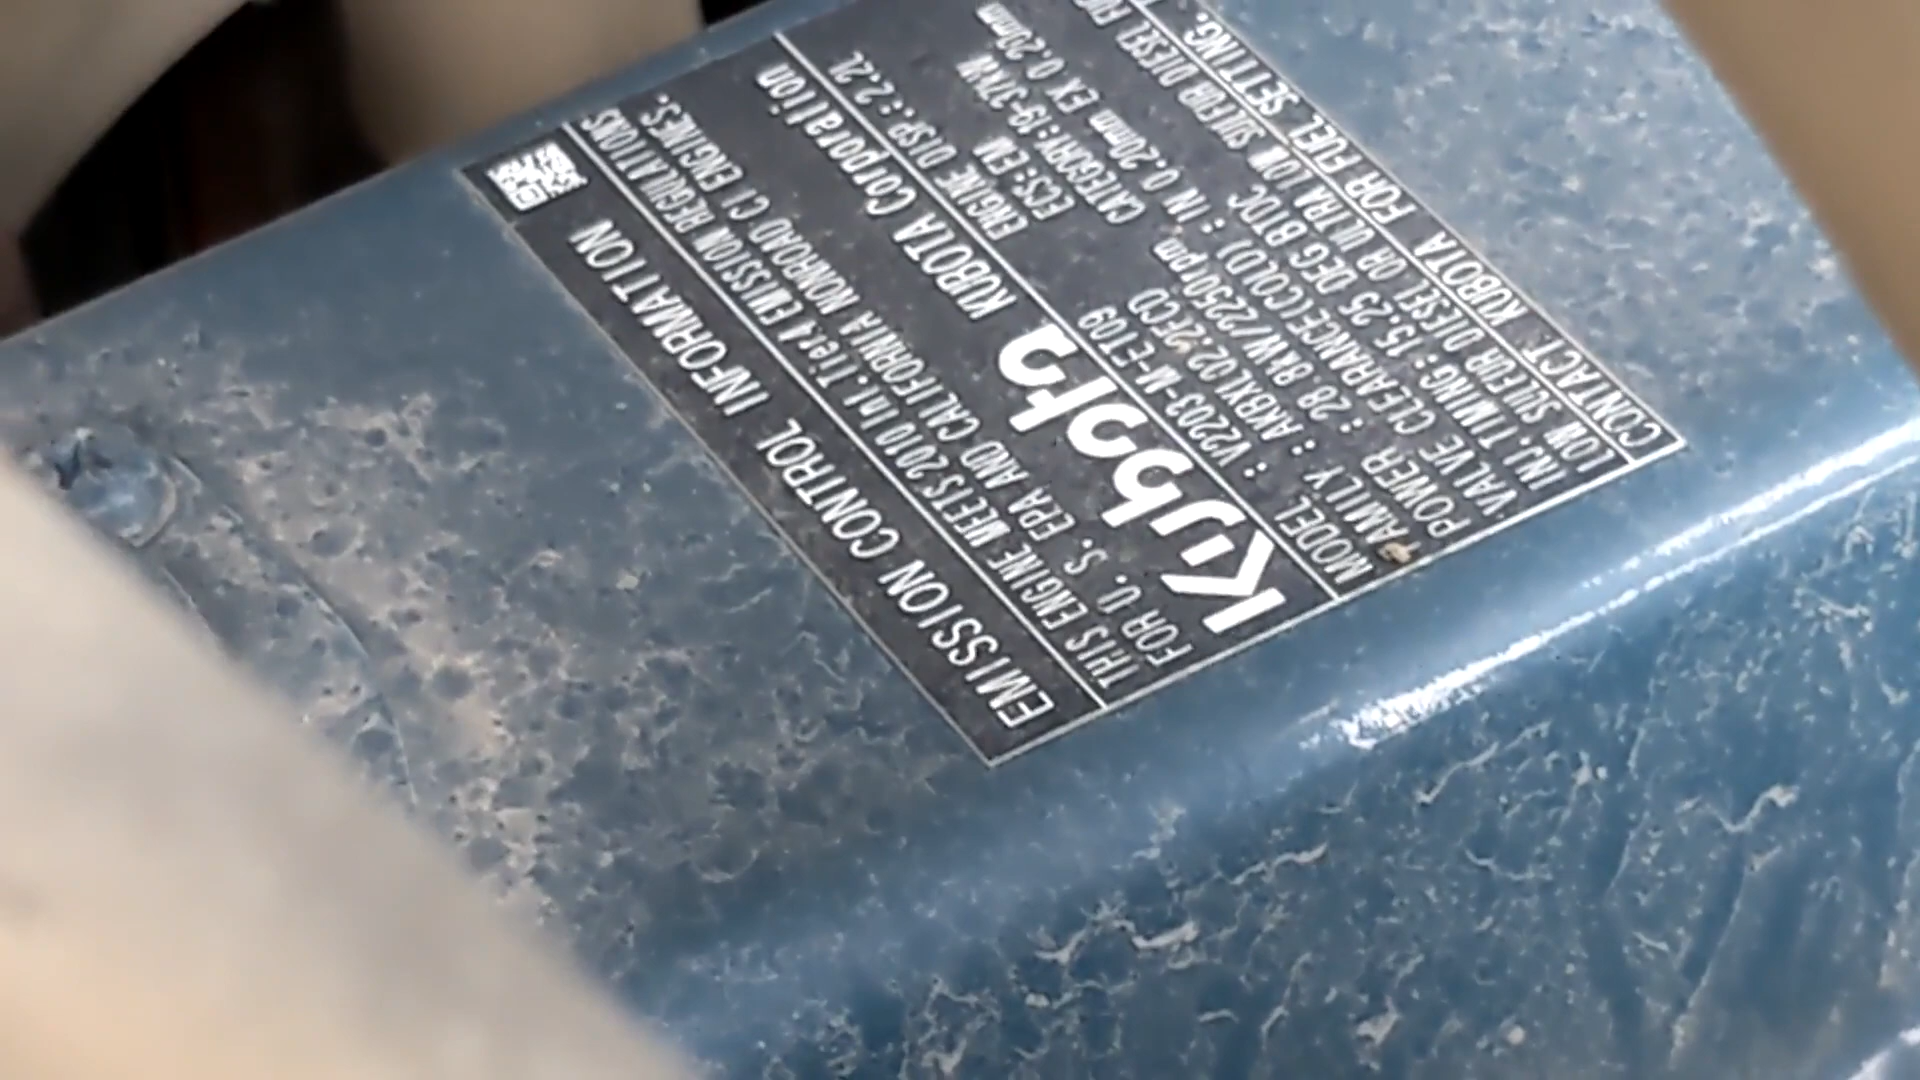 EMISSION CONTROL INFORMATION
THIS ENGINE MEETS 2010 Int. Tier4 EMISSION REGULATIONS
FOR U. S. EPA AND CALIFORNIA NONROAD CI ENGINES.
Kubota KUBOTA Corporation
MODEL : V2203-M-ET09 ENGINE DISP.: 2.2L
FAMILY : AKBXL02.2ECD ECS: EM
POWER : 28.8kW/2250rpm CATEGORY: 19-37kW
VALVE CLEARANCE(COLD) : IN 0.20mm EX 0.20mm
INJ. TIMING: 15.25 DEG BTDC
LOW SULFUR DIESEL OR ULTRA LOW SULFUR DIESEL
CONTACT KUBOTA FOR FUEL SETTING.